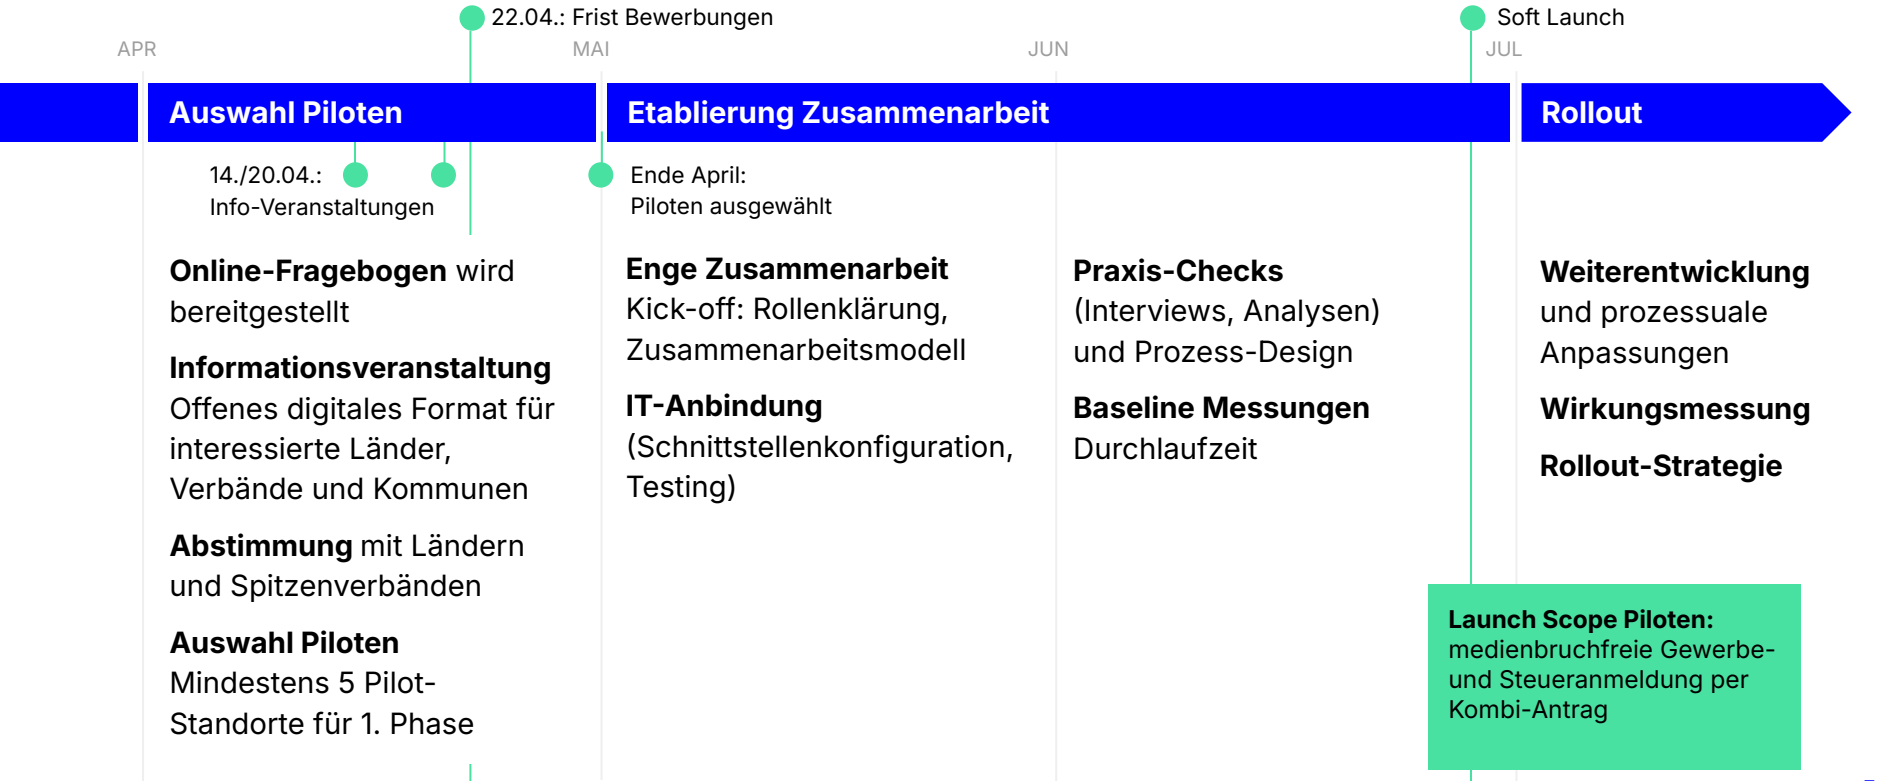 22.04.: Frist Bewerbungen
Soft Launch
APR
MAI
JUN
JUL
Auswahl Piloten
Etablierung Zusammenarbeit
Rollout
14./20.04.:
Info-Veranstaltungen
Ende April:
Piloten ausgewählt
Online-Fragebogen wird
bereitgestellt
Informationsveranstaltung
Offenes digitales Format für
interessierte Länder,
Verbände und Kommunen
Abstimmung mit Ländern
und Spitzenverbänden
Auswahl Piloten
Mindestens 5 Pilot-
Standorte für 1. Phase
Enge Zusammenarbeit
Kick-off: Rollenklärung,
Zusammenarbeitsmodell
IT-Anbindung
(Schnittstellenkonfiguration,
Testing)
Praxis-Checks
(Interviews, Analysen)
und Prozess-Design
Baseline Messungen
Durchlaufzeit
Weiterentwicklung
und prozessuale
Anpassungen
Wirkungsmessung
Rollout-Strategie
Launch Scope Piloten:
medienbruchfreie Gewerbe-
und Steueranmeldung per
Kombi-Antrag